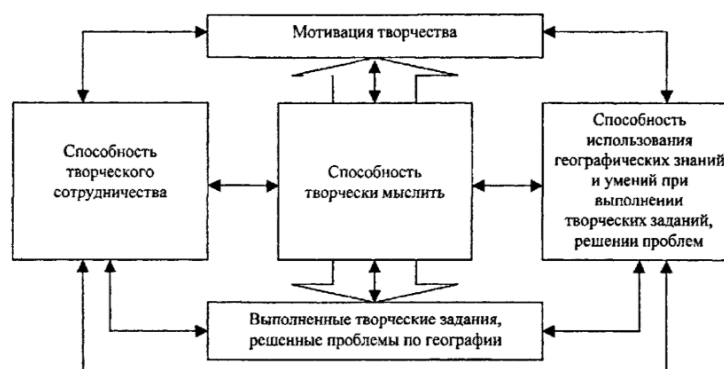 Мотивация творчества
Способность
творческого
сотрудничества
Способность
творчески мыслить
Способность
использования
географических знаний
и умений при
выполнении
творческих заданий,
решении проблем
Выполненные творческие задания,
решенные проблемы по географии